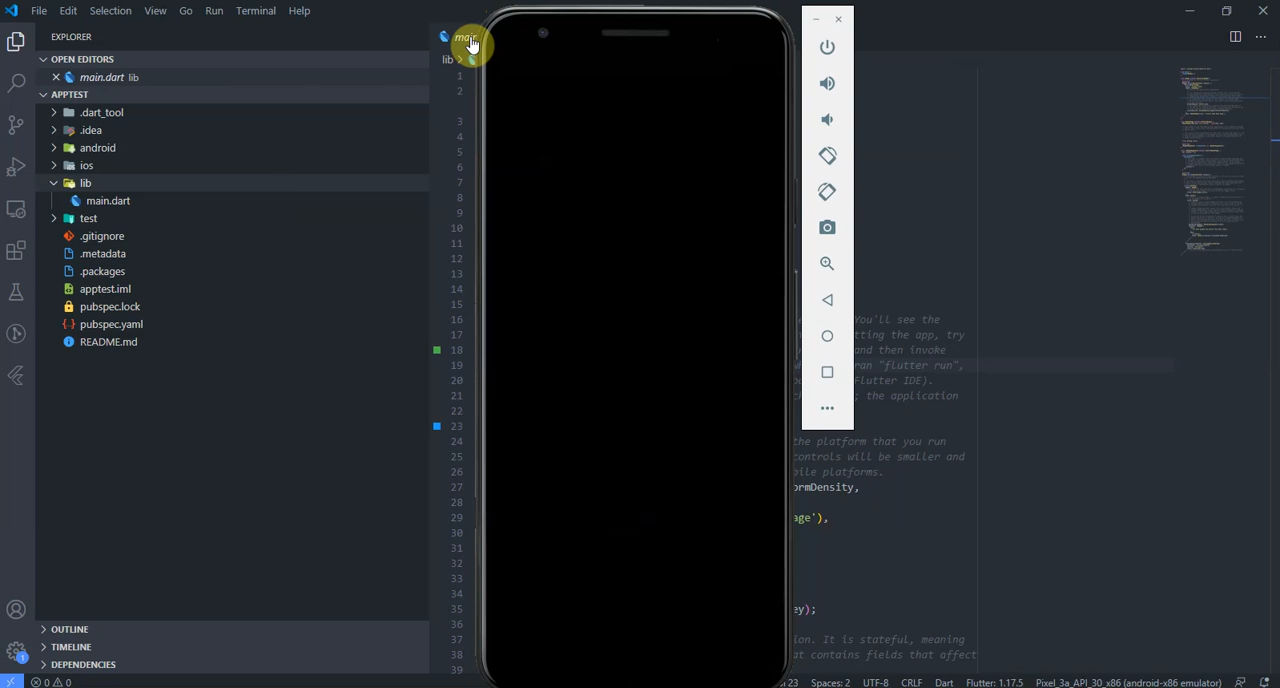 File Edit Selection View Go Run Terminal Help
EXPLORER
OPEN EDITORS
main.dart lib
APPTEST
.dart_tool
.idea
android
ios
lib
main.dart
test
.gitignore
.metadata
.packages
apptest.iml
pubspec.lock
pubspec.yaml
README.md
OUTLINE
TIMELINE
DEPENDENCIES
lib
1
2
3
4
5
6
7
8
9
10
11
12
13
14
15
16
You'll see the
17
tting the app, try
18
and then invoke
19
ran "flutter run",
20
Flutter IDE).
21
; the application
22
23
24
the platform that you run
25
controls will be smaller and
26
bile platforms.
27
ormDensity,
28
29
age'),
30
31
32
33
34
35
ey);
36
37
ion. It is stateful, meaning
38
at contains fields that affect
39
1
0 0
23 Spaces: 2 UTF-8 CRLF Dart Flutter: 1.17.5 Pixel_3a_API_30_x86 (android-x86 emulator)